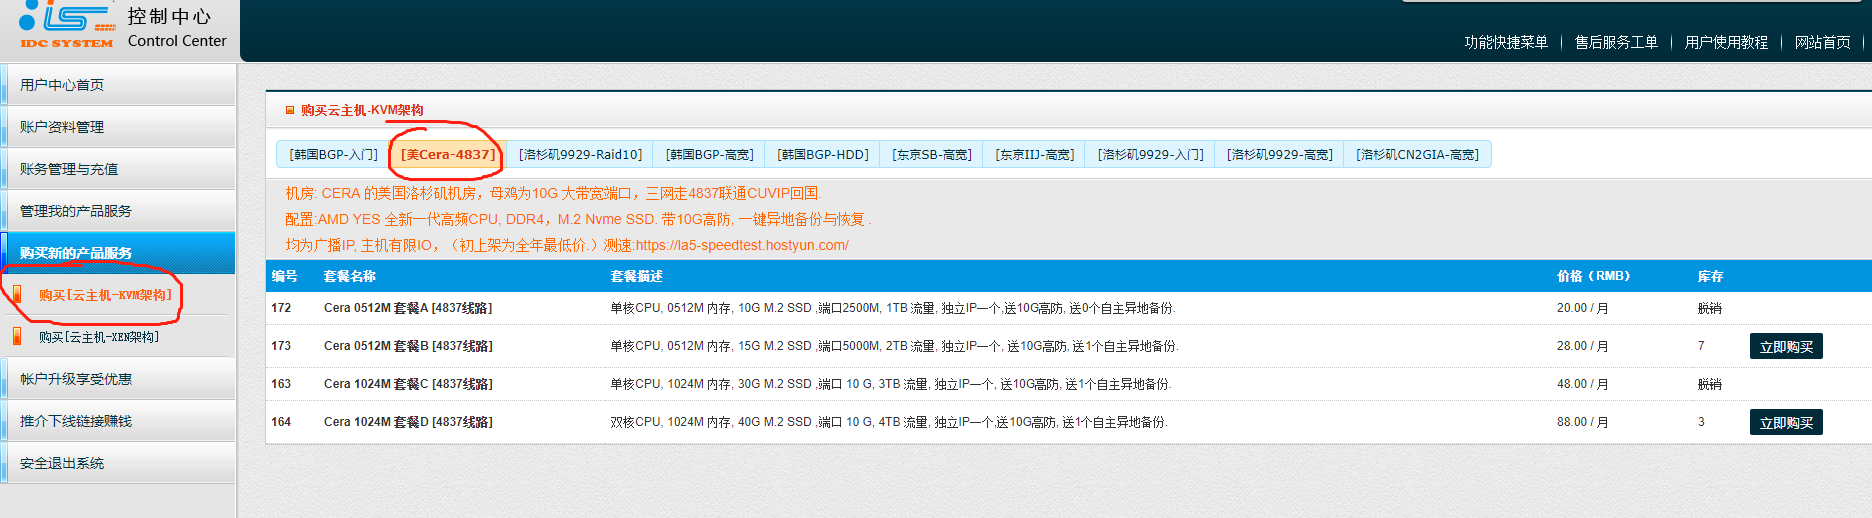 控制中心
IDC SYSTEM
Control Center
功能快捷菜单
售后服务工单
用户使用教程
网站首页
用户中心首页
账户资料管理
账务管理与充值
管理我的产品服务
购买新的产品服务
购买[云主机-KVM架构]
购买[云主机-XEN架构]
帐户升级享受优惠
推介下线链接赚钱
安全退出系统
购买云主机-KVM架构
[韩国BGP-入门] [美Cera-4837] [洛杉矶9929-Raid10] [韩国BGP-高宽] [韩国BGP-HDD] [东京SB-高宽] [东京IIJ-高宽] [洛杉矶9929-入门] [洛杉矶9929-高宽] [洛杉矶CN2GIA-高宽]
机房: CERA 的美国洛杉矶机房，母鸡为10G 大带宽端口，三网走4837联通CUVIP回国.
配置:AMD YES 全新一代高频CPU, DDR4，M.2 Nvme SSD. 带10G高防, 一键异地备份与恢复 .
均为广播IP, 主机有限IO，（初上架为全年最低价.）测速:https://la5-speedtest.hostyun.com/
编号 套餐名称 套餐描述 价格（RMB） 库存
172 Cera 0512M 套餐A [4837线路] 单核CPU, 0512M 内存, 10G M.2 SSD ,端口2500M, 1TB 流量, 独立IP一个,送10G高防, 送0个自主异地备份. 20.00 / 月 脱销
173 Cera 0512M 套餐B [4837线路] 单核CPU, 0512M 内存, 15G M.2 SSD ,端口5000M, 2TB 流量, 独立IP一个, 送10G高防, 送1个自主异地备份. 28.00 / 月 7 立即购买
163 Cera 1024M 套餐C [4837线路] 单核CPU, 1024M 内存, 30G M.2 SSD ,端口 10 G, 3TB 流量, 独立IP一个, 送10G高防, 送1个自主异地备份. 48.00 / 月 脱销
164 Cera 1024M 套餐D [4837线路] 双核CPU, 1024M 内存, 40G M.2 SSD ,端口 10 G, 4TB 流量, 独立IP一个,送10G高防, 送1个自主异地备份. 88.00 / 月 3 立即购买